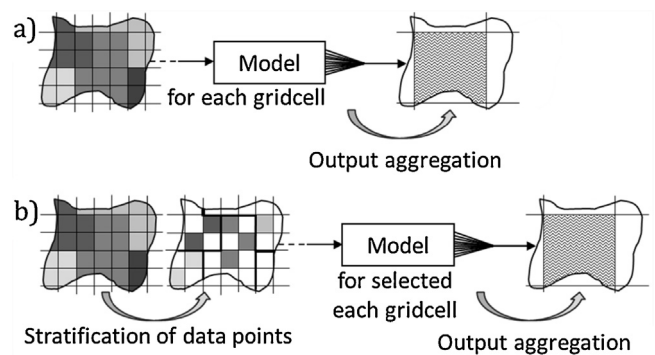 a)
Model
for each gridcell
Output aggregation
b)
Model
for selected
each gridcell
Stratification of data points
Output aggregation